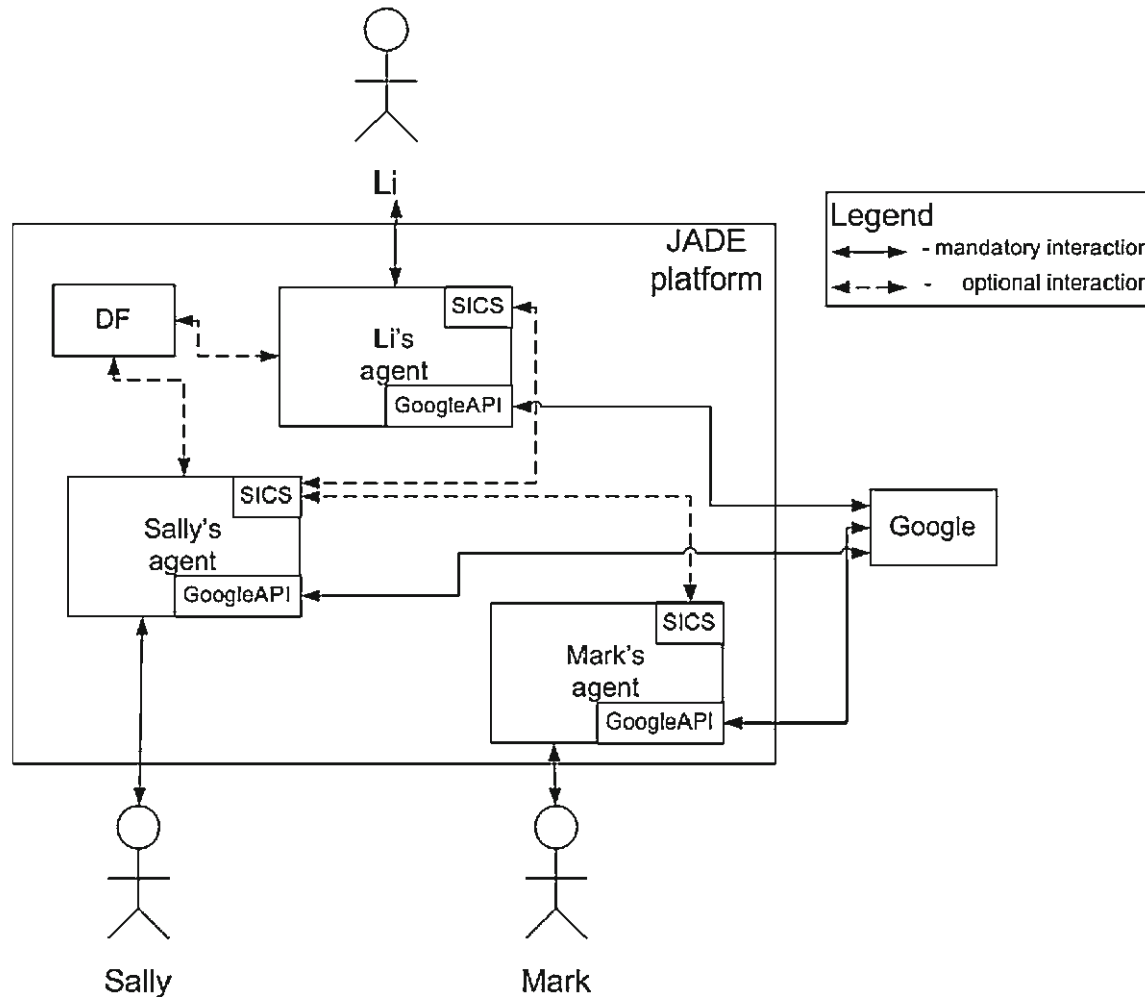 Li
JADE
platform
Legend
- mandatory interaction
- optional interaction
DF
SICS
Li's
agent
GoogleAPI
SICS
Sally's
agent
GoogleAPI
Google
SICS
Mark's
agent
GoogleAPI
Sally
Mark